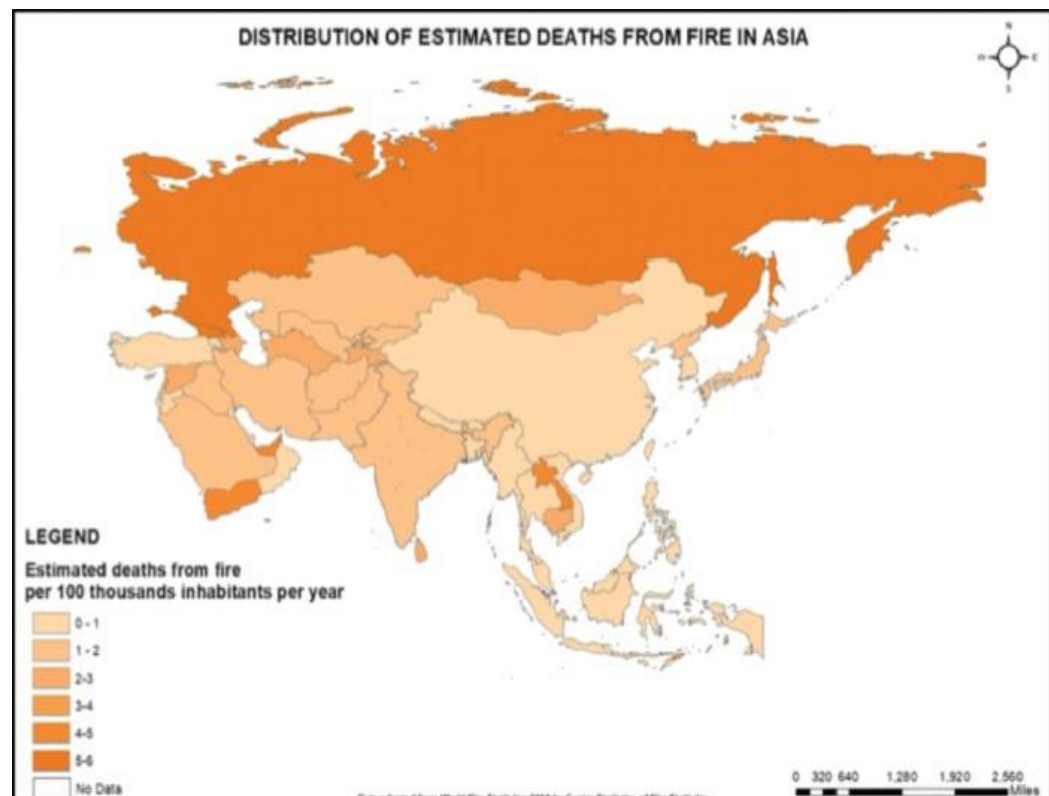 DISTRIBUTION OF ESTIMATED DEATHS FROM FIRE IN ASIA
N
E
S
LEGEND
Estimated deaths from fire
per 100 thousands inhabitants per year
0 - 1
1 - 2
2-3
3-4
4-5
5-6
No Data
0 320 640 1,280 1,920 2,560
Miles